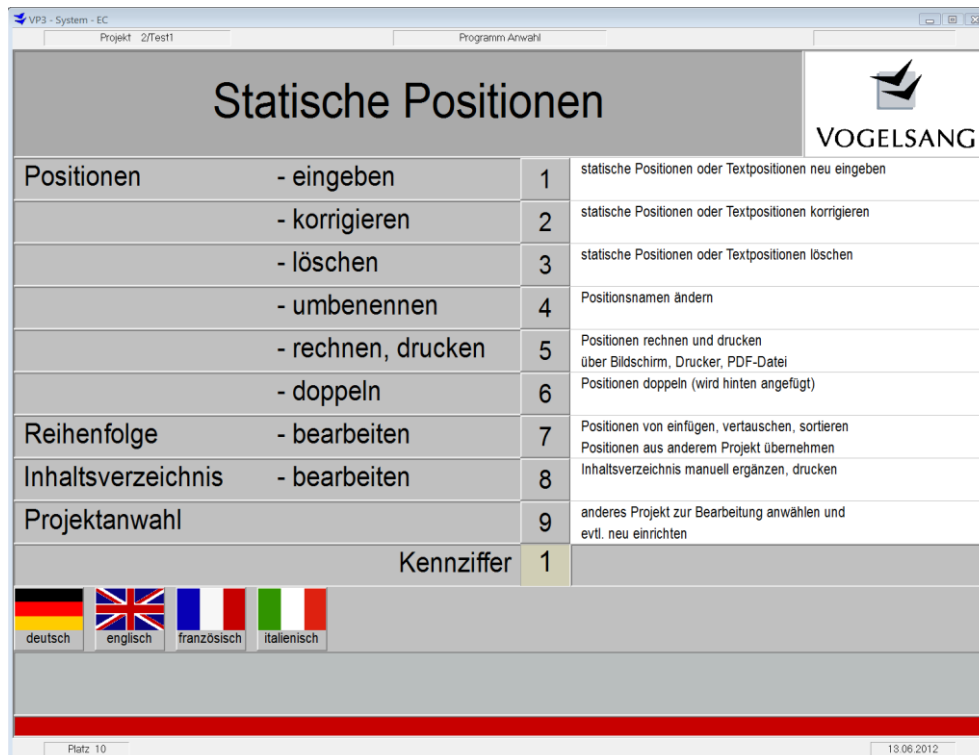 VP3 - System - EC
Projekt 2/Test1 Programm Anwahl
Statische Positionen
VOGELSANG
Positionen - eingeben 1 statische Positionen oder Textpositionen neu eingeben
- korrigieren 2 statische Positionen oder Textpositionen korrigieren
- löschen 3 statische Positionen oder Textpositionen löschen
- umbenennen 4 Positionsnamen ändern
- rechnen, drucken 5 Positionen rechnen und drucken
über Bildschirm, Drucker, PDF-Datei
- doppeln 6 Positionen doppeln (wird hinten angefügt)
Reihenfolge - bearbeiten 7 Positionen von einfügen, vertauschen, sortieren
Positionen aus anderem Projekt übernehmen
Inhaltsverzeichnis - bearbeiten 8 Inhaltsverzeichnis manuell ergänzen, drucken
Projektanwahl 9 anderes Projekt zur Bearbeitung anwählen und
evtl. neu einrichten
Kennziffer 1
deutsch englisch französisch italienisch
Platz 10 13.06.2012